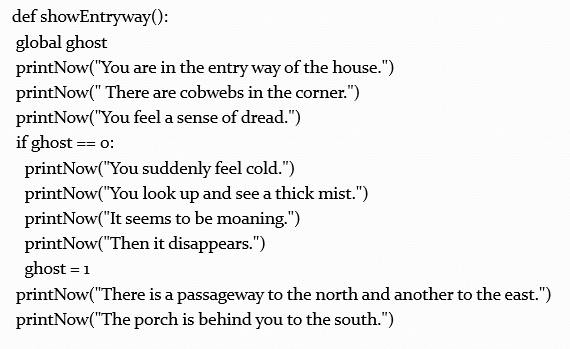 def showEntryway():
 global ghost
 printNow("You are in the entry way of the house.")
 printNow(" There are cobwebs in the corner.")
 printNow("You feel a sense of dread.")
 if ghost == 0:
  printNow("You suddenly feel cold.")
  printNow("You look up and see a thick mist.")
  printNow("It seems to be moaning.")
  printNow("Then it disappears.")
  ghost = 1
 printNow("There is a passageway to the north and another to the east.")
 printNow("The porch is behind you to the south.")